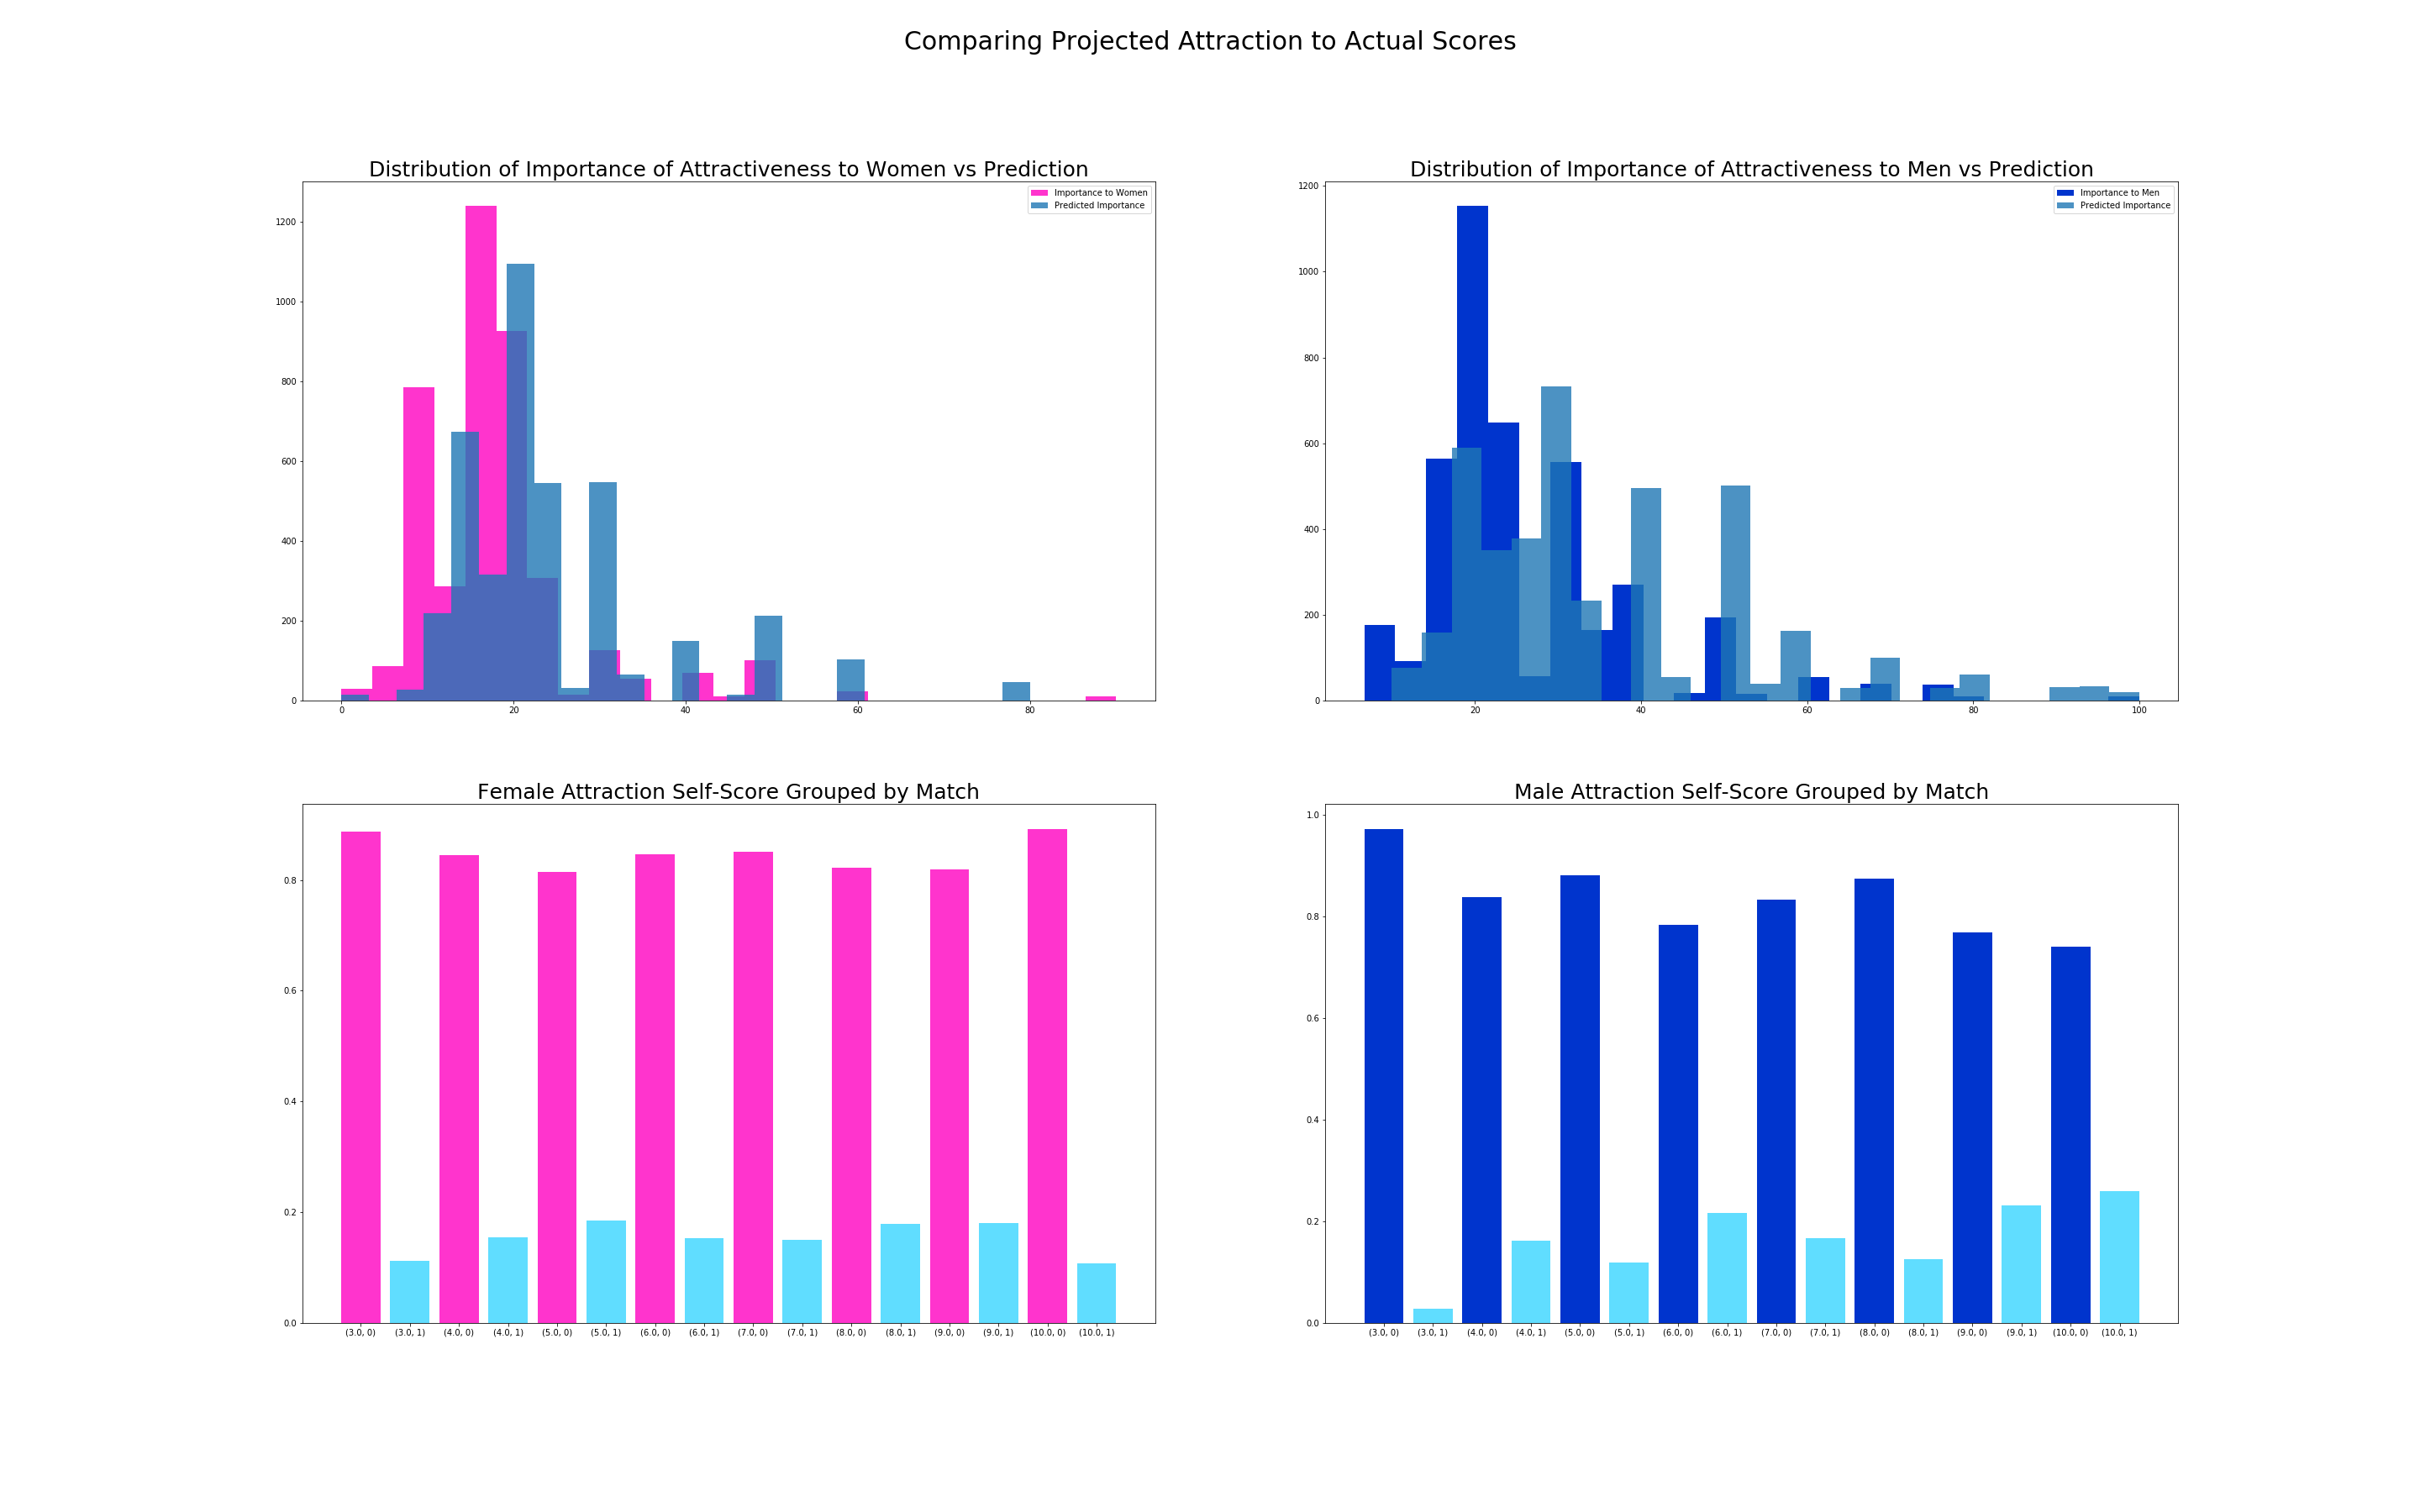 Comparing Projected Attraction to Actual Scores
Distribution of Importance of Attractiveness to Women vs Prediction
Importance to Women
Predicted Importance
1200
1000
800
600
400
200
0
0 20 40 60 80
Distribution of Importance of Attractiveness to Men vs Prediction
Importance to Men
Predicted Importance
1200
1000
800
600
400
200
0
20 40 60 80 100
Female Attraction Self-Score Grouped by Match
0.8
0.6
0.4
0.2
0.0
(3.0, 0) (3.0, 1) (4.0, 0) (4.0, 1) (5.0, 0) (5.0, 1) (6.0, 0) (6.0, 1) (7.0, 0) (7.0, 1) (8.0, 0) (8.0, 1) (9.0, 0) (9.0, 1) (10.0, 0) (10.0, 1)
Male Attraction Self-Score Grouped by Match
1.0
0.8
0.6
0.4
0.2
0.0
(3.0, 0) (3.0, 1) (4.0, 0) (4.0, 1) (5.0, 0) (5.0, 1) (6.0, 0) (6.0, 1) (7.0, 0) (7.0, 1) (8.0, 0) (8.0, 1) (9.0, 0) (9.0, 1) (10.0, 0) (10.0, 1)